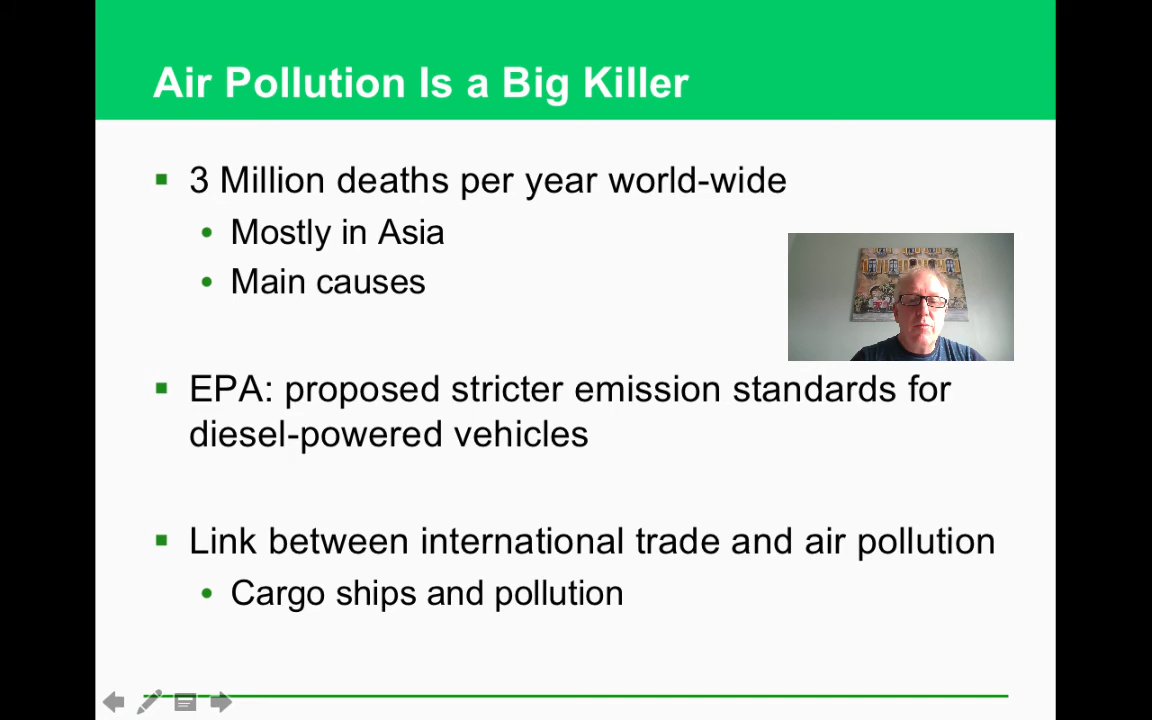 Air Pollution Is a Big Killer
3 Million deaths per year world-wide
Mostly in Asia
Main causes
EPA: proposed stricter emission standards for
diesel-powered vehicles
Link between international trade and air pollution
Cargo ships and pollution